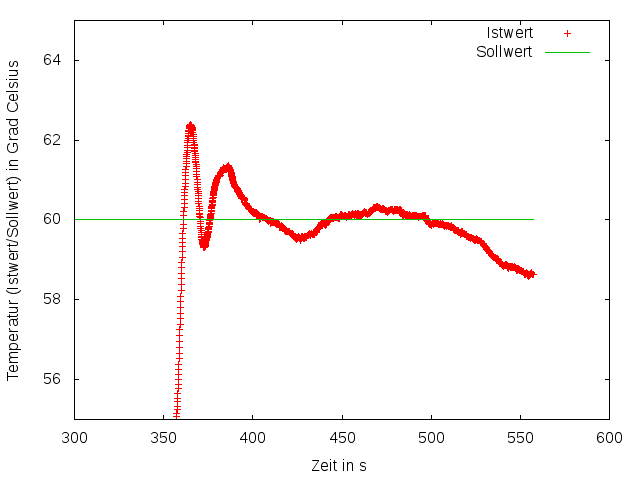 Istwert
Sollwert
Temperatur (Istwert/Sollwert) in Grad Celsius
64
62
60
58
56
300 350 400 450 500 550 600
Zeit in s